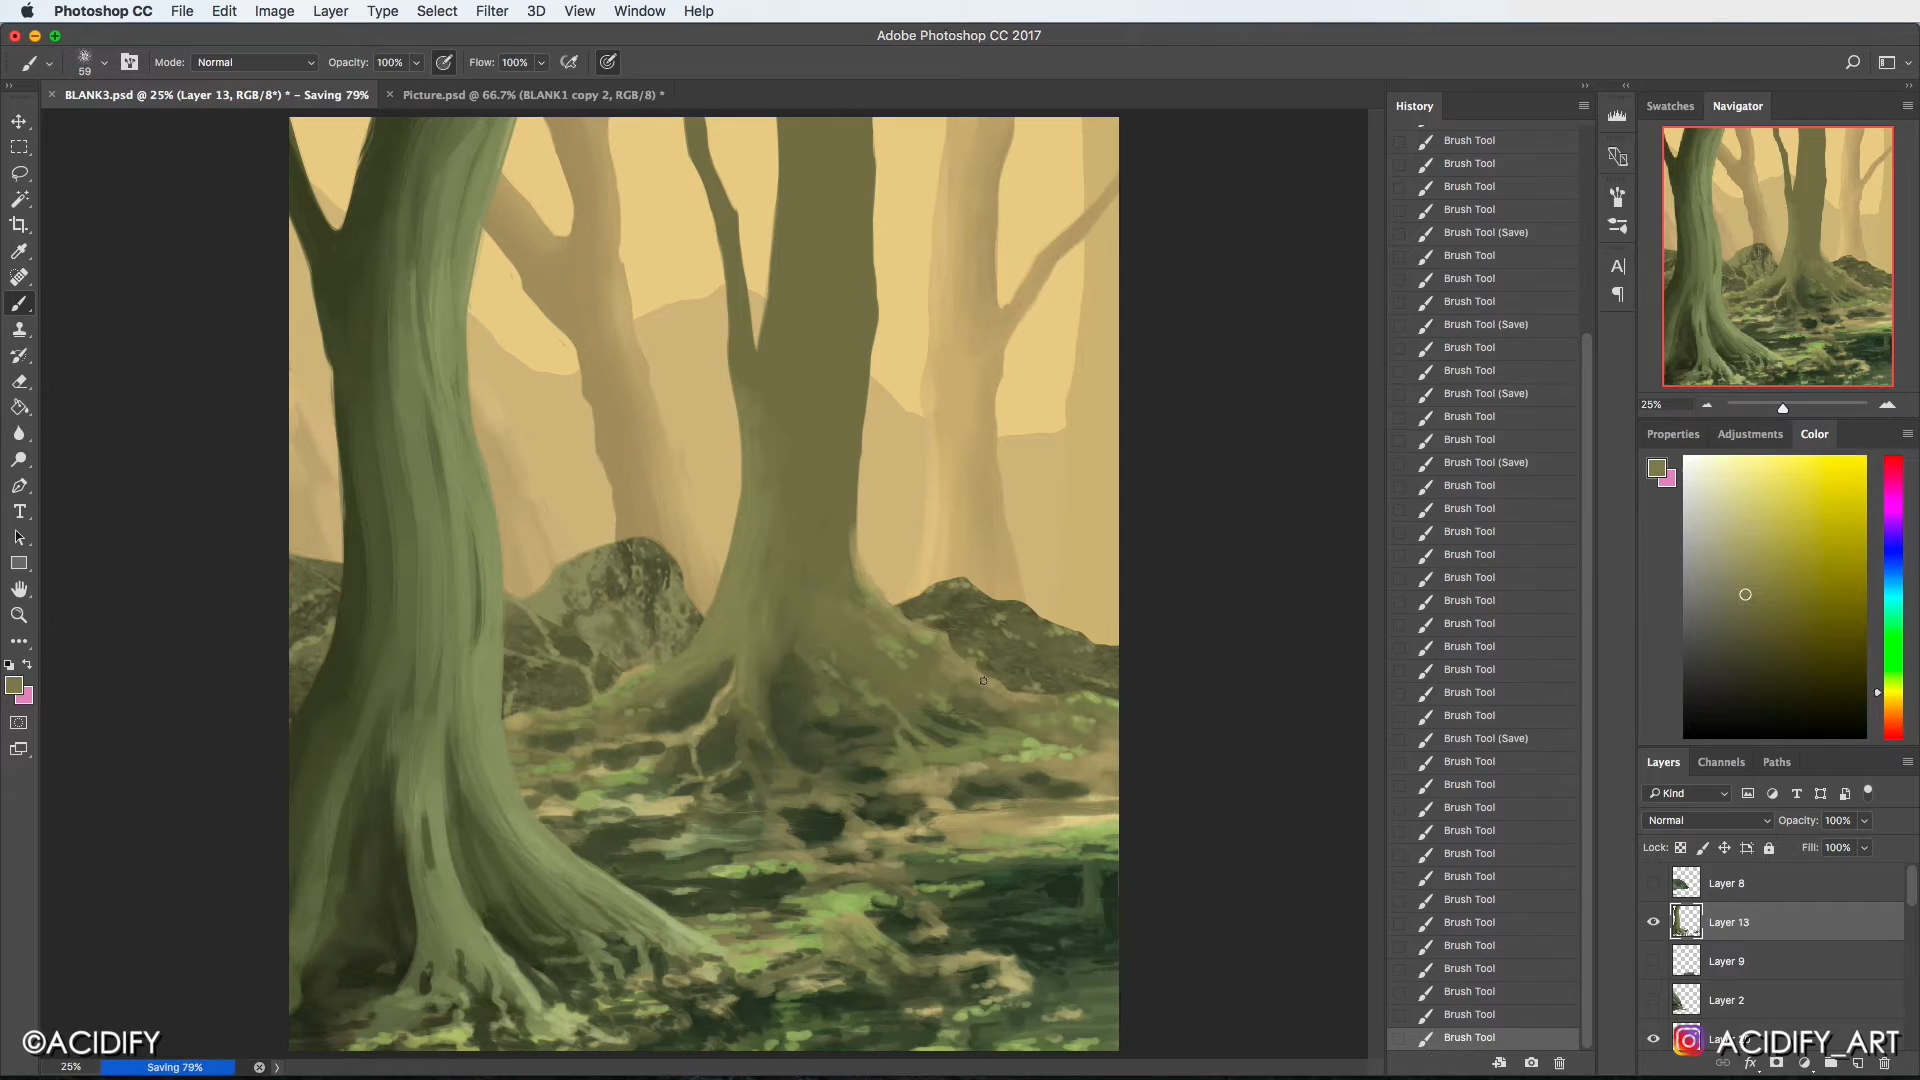 Photoshop CC File Edit Image Layer Type Select Filter 3D View Window Help
Adobe Photoshop CC 2017
59 Mode: Normal Opacity: 100% Flow: 100%
BLANK3.psd @ 25% (Layer 13, RGB/8*) * – Saving 79% Picture.psd @ 66.7% (BLANK1 copy 2, RGB/8) *
History
Brush Tool
Brush Tool
Brush Tool
Brush Tool
Brush Tool (Save)
Brush Tool
Brush Tool
Brush Tool
Brush Tool (Save)
Brush Tool
Brush Tool
Brush Tool (Save)
Brush Tool
Brush Tool
Brush Tool (Save)
Brush Tool
Brush Tool
Brush Tool
Brush Tool
Brush Tool
Brush Tool
Brush Tool
Brush Tool
Brush Tool
Brush Tool
Brush Tool
Brush Tool (Save)
Brush Tool
Brush Tool
Brush Tool
Brush Tool
Brush Tool
Brush Tool
Brush Tool
Brush Tool
Brush Tool
Brush Tool
Brush Tool
Brush Tool
Brush Tool
Swatches Navigator
25%
Properties Adjustments Color
Layers Channels Paths
Kind
Normal Opacity: 100%
Lock: Fill: 100%
Layer 8
Layer 13
Layer 9
Layer 2
©ACIDIFY
ACIDIFY_ART
25% Saving 79%